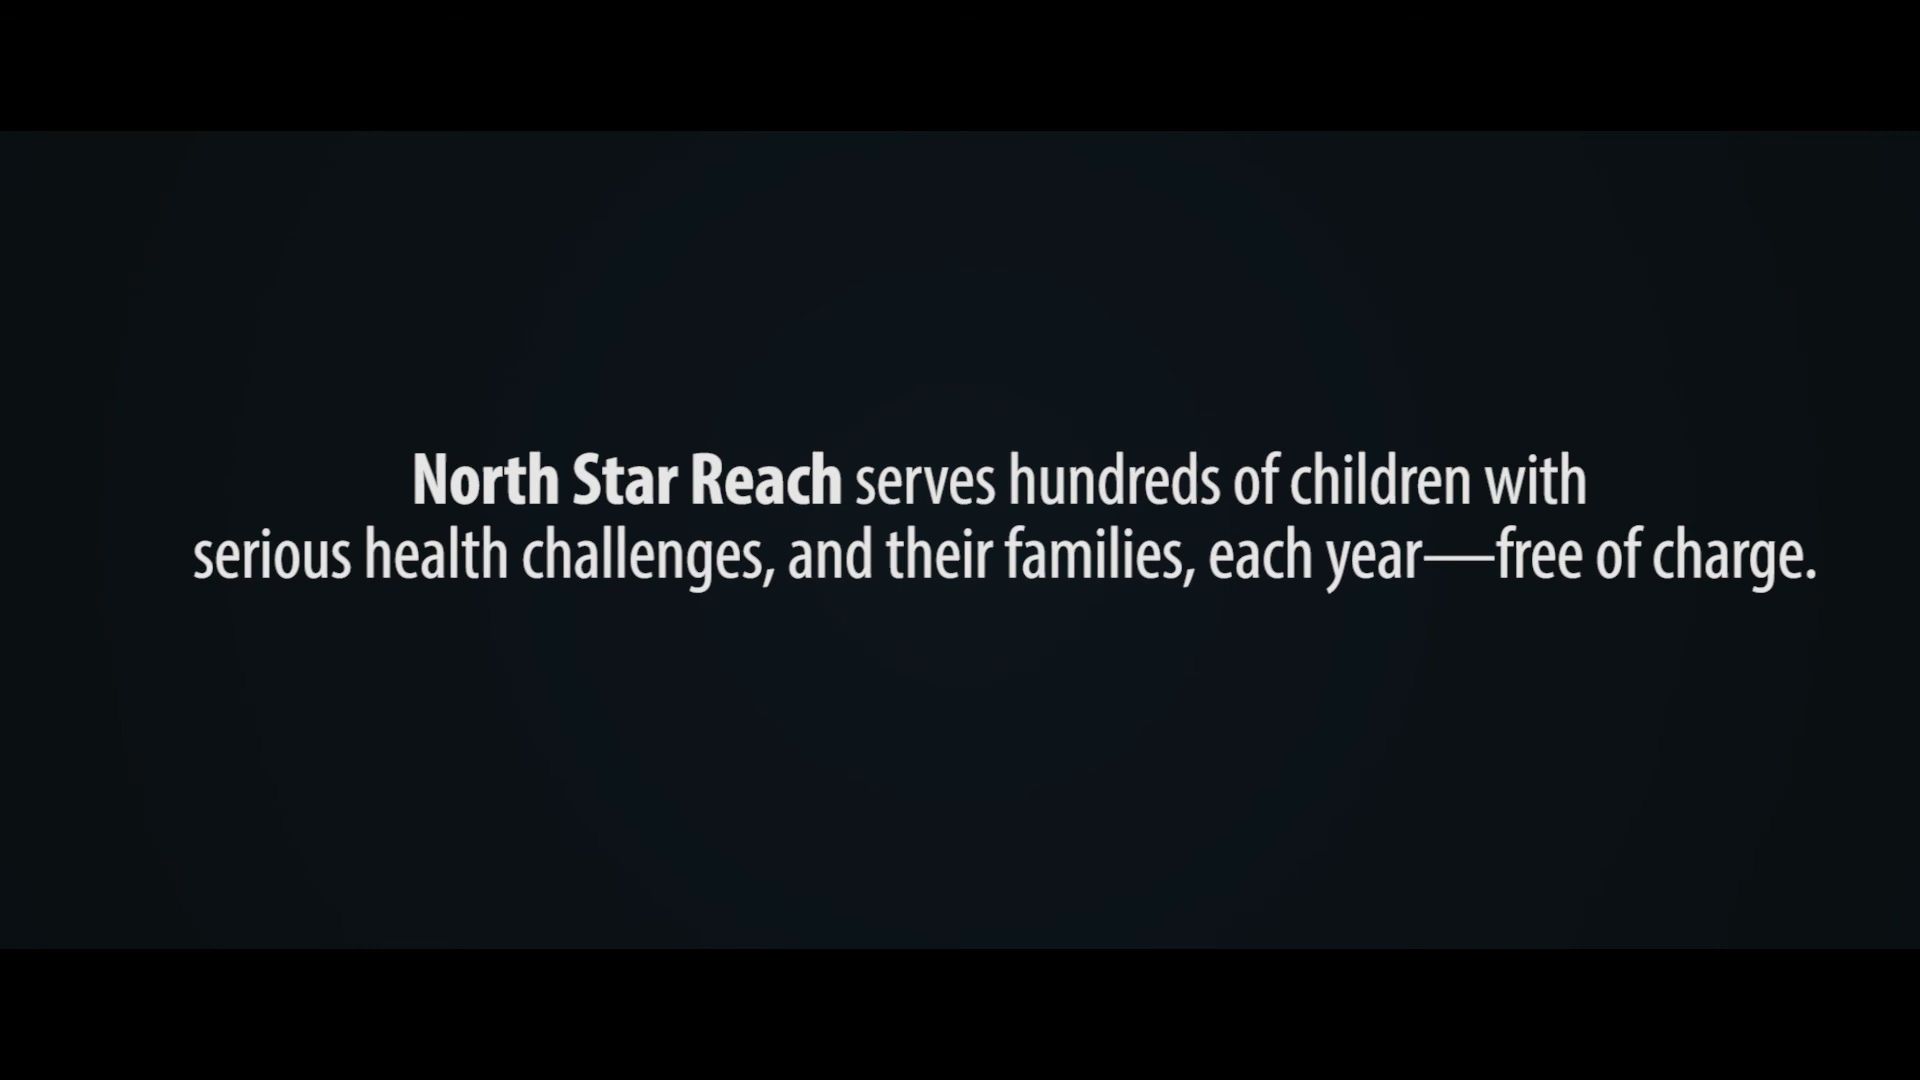 North Star Reach serves hundreds of children with
serious health challenges, and their families, each year—free of charge.